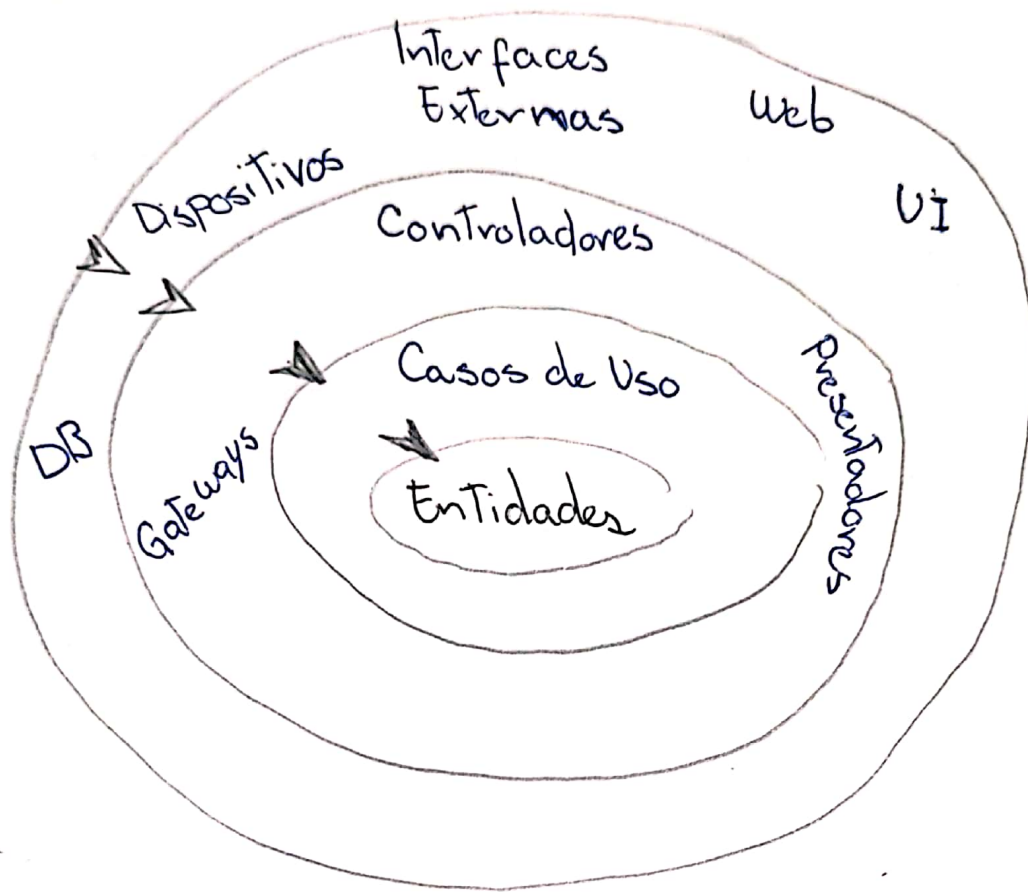 Interfaces
Externas
Web
Dispositivos
UI
Controladores
Presentadores
Casos de Uso
DB
Gateways
Entidades